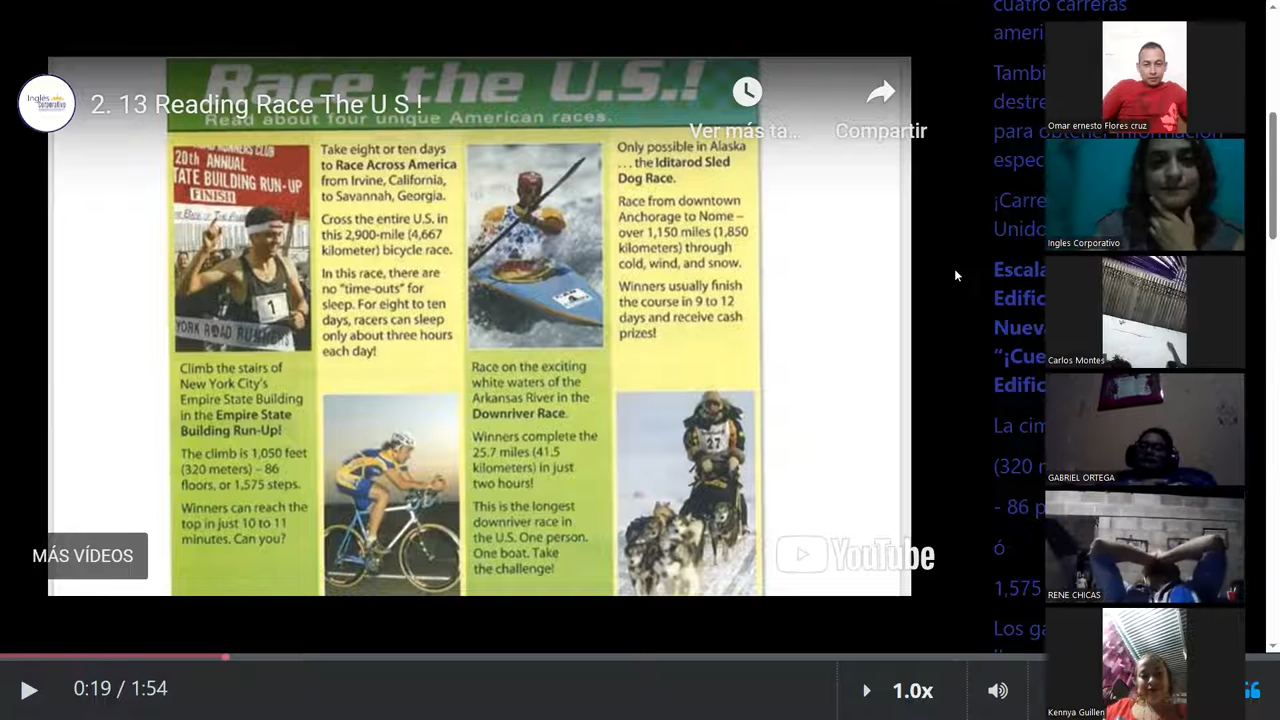 Race the U.S.!
Read about four unique American races.
Inglés
Corporativo
2. 13 Reading Race The U S !
Ver más ta...
Compartir
20th ANNUAL
STATE BUILDING RUN-UP
FINISH
1
YORK ROAD RUNNERS
Climb the stairs of
New York City's
Empire State Building
in the Empire State
Building Run-Up!
The climb is 1,050 feet
(320 meters) – 86
floors, or 1,575 steps.
Winners can reach the
top in just 10 to 11
minutes. Can you?
Take eight or ten days
to Race Across America
from Irvine, California,
to Savannah, Georgia.
Cross the entire U.S. in
this 2,900-mile (4,667
kilometer) bicycle race.
In this race, there are
no "time-outs" for
sleep. For eight to ten
days, racers can sleep
only about three hours
each day!
Race on the exciting
white waters of the
Arkansas River in the
Downriver Race.
Winners complete the
25.7 miles (41.5
kilometers) in just
two hours!
This is the longest
downriver race in
the U.S. One person.
One boat. Take
the challenge!
Only possible in Alaska
. . . the Iditarod Sled
Dog Race.
Race from downtown
Anchorage to Nome –
over 1,150 miles (1,850
kilometers) through
cold, wind, and snow.
Winners usually finish
the course in 9 to 12
days and receive cash
prizes!
27
MÁS VÍDEOS
YouTube
0:19 / 1:54
1.0x
cuatro carreras
ameri
Tambi
destre
para obtener información
espec
¡Carre
Unido
Escala
Edific
Nuev
"¡Cue
Edific
La cim
(320 m
- 86 p
ó
1,575
Los ga
Omar ernesto Flores cruz
Inglés Corporativo
Carlos Montes
GABRIEL ORTEGA
RENE CHICAS
Kennya Guillen